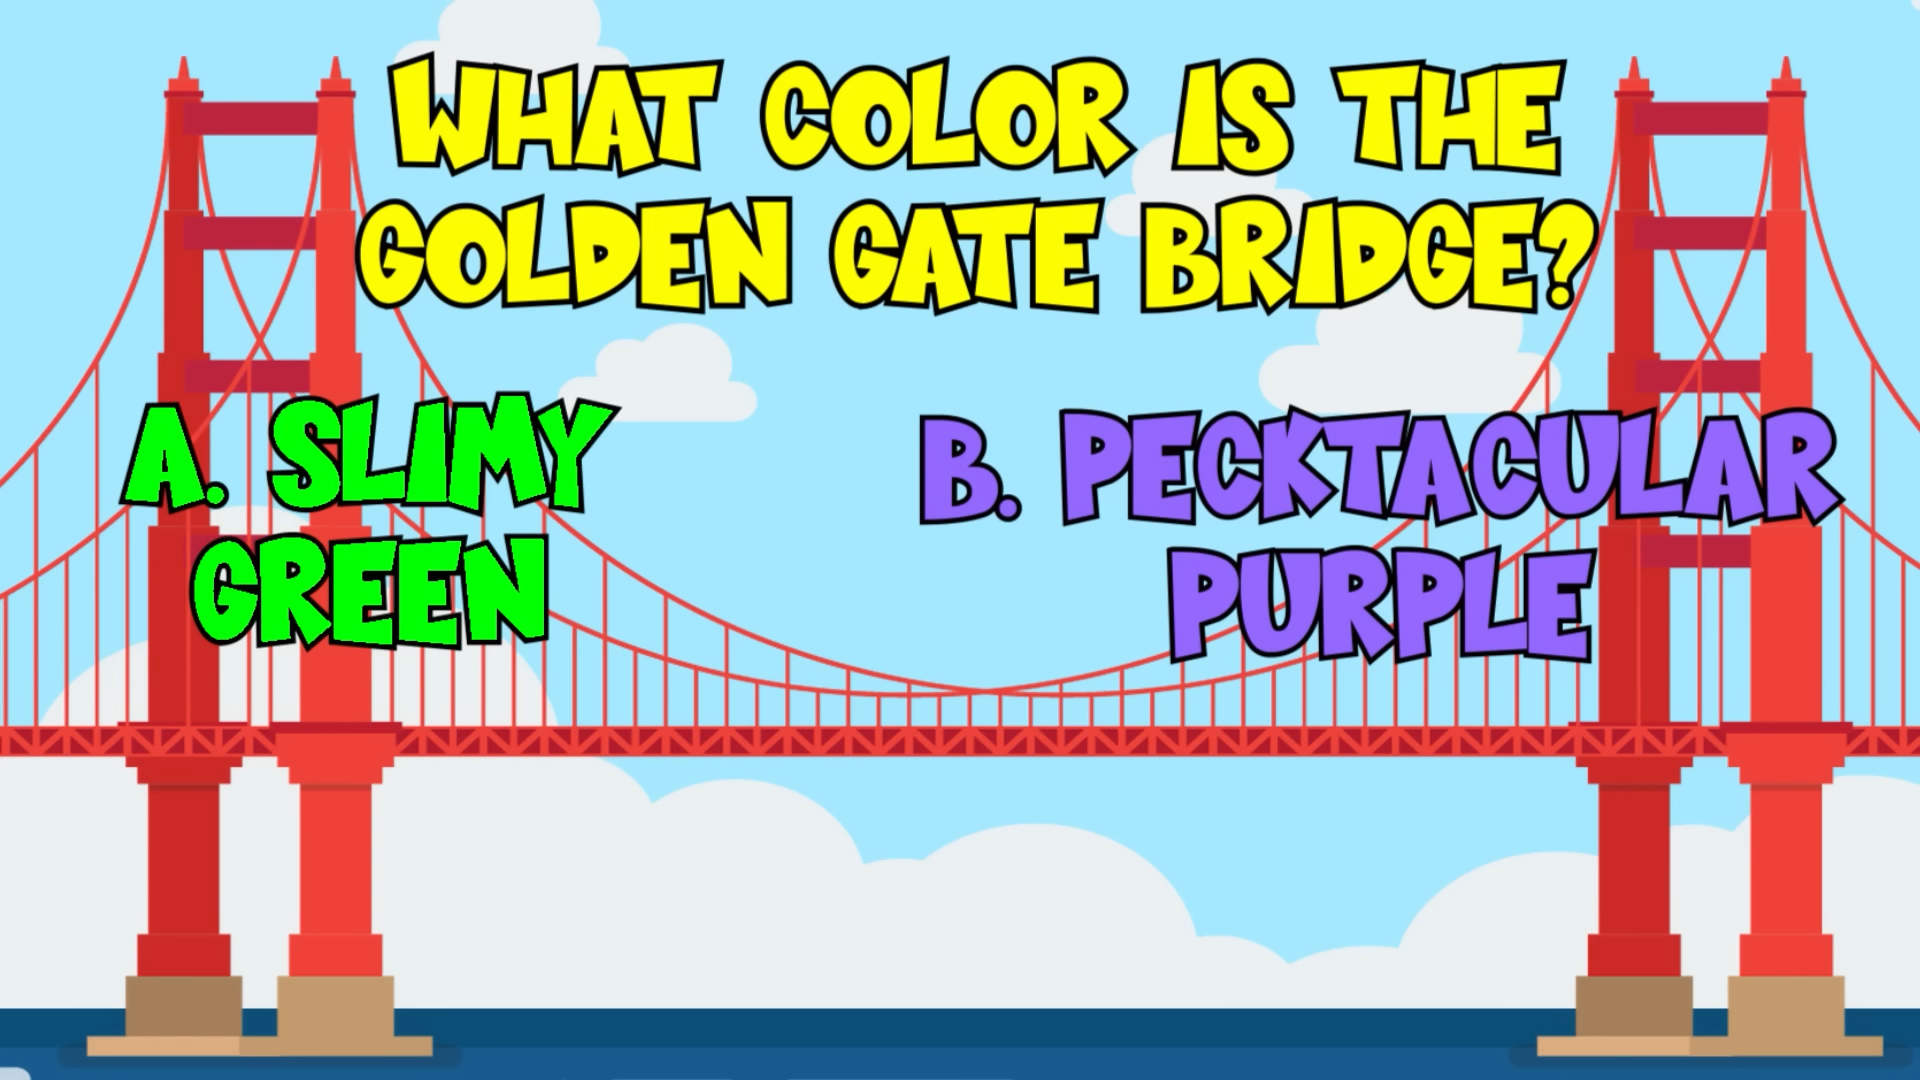 WHAT COLOR IS THE
GOLDEN GATE BRIDGE?
A. SLIMY
GREEN
B. PECKTACULAR
PURPLE